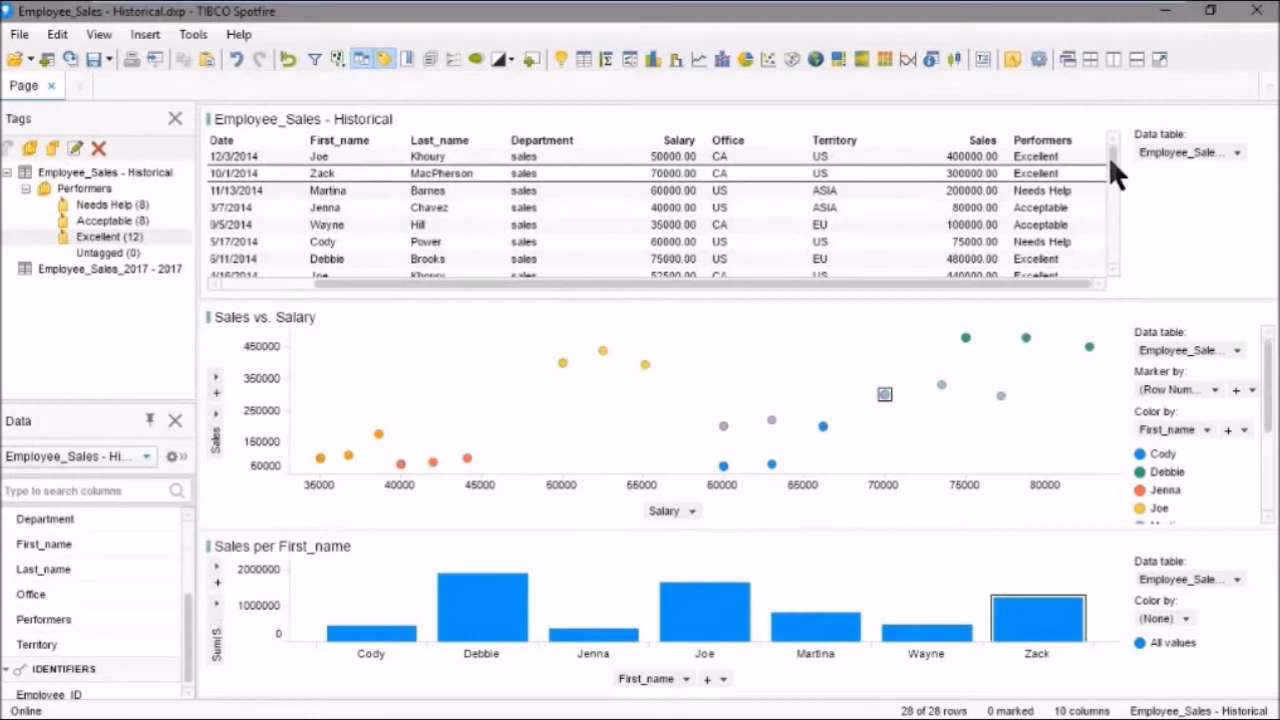 Employee_Sales - Historical.dxp - TIBCO Spotfire
File Edit View Insert Tools Help
Page
Tags
Employee_Sales - Historical
Performers
Needs Help (8)
Acceptable (8)
Excellent (12)
Untagged (0)
Employee_Sales_2017 - 2017
Data
Employee_Sales - Hi...
Type to search columns
Department
First_name
Last_name
Office
Performers
Territory
IDENTIFIERS
Employee_ID
Employee_Sales - Historical
Date First_name Last_name Department Salary Office Territory Sales Performers
12/3/2014 Joe Khoury sales 50000.00 CA US 400000.00 Excellent
10/1/2014 Zack MacPherson sales 70000.00 CA US 300000.00 Excellent
11/13/2014 Martina Barnes sales 60000.00 US ASIA 200000.00 Needs Help
3/7/2014 Jenna Chavez sales 40000.00 US ASIA 80000.00 Acceptable
9/5/2014 Wayne Hill sales 35000.00 CA EU 100000.00 Acceptable
5/17/2014 Cody Power sales 60000.00 US US 75000.00 Needs Help
6/11/2014 Debbie Brooks sales 75000.00 US EU 480000.00 Excellent
Joe Khoury sales 52500.00 CA US 440000.00 Excellent
Data table:
Employee_Sale...
Sales vs. Salary
450000
350000
250000
150000
60000
Sales
35000 40000 45000 50000 55000 60000 65000 70000 75000 80000
Salary
Data table:
Employee_Sale...
Marker by:
(Row Num...
Color by:
First_name
Cody
Debbie
Jenna
Joe
Sales per First_name
2000000
1000000
0
Sum(S...
Cody Debbie Jenna Joe Martina Wayne Zack
First_name
Data table:
Employee_Sale...
Color by:
(None)
All values
Online
28 of 28 rows 0 marked 10 columns Employee_Sales - Historical